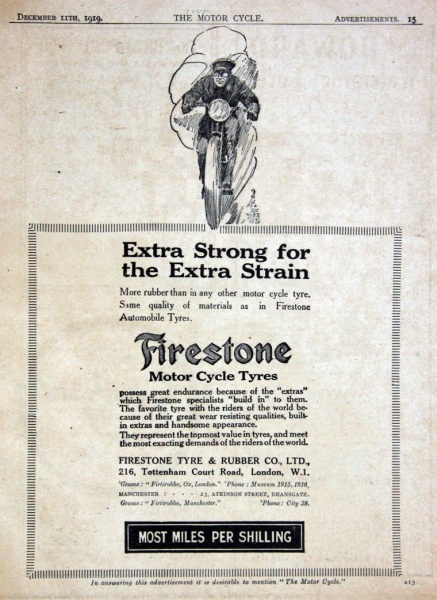 DECEMBER 11TH, 1919. THE MOTOR CYCLE. ADVERTISEMENTS. 15
Extra Strong for
the Extra Strain
More rubber than in any other motor cycle tyre.
Same quality of materials as in Firestone
Automobile Tyres.
Firestone
Motor Cycle Tyres
possess great endurance because of the "extras"
which Firestone specialists "build in" to them.
The favorite tyre with the riders of the world be-
cause of their great wear resisting qualities, built-
in extras and handsome appearance.
They represent the topmost value in tyres, and meet
the most exacting demands of the riders of the world.
FIRESTONE TYRE & RUBBER CO., LTD.,
216, Tottenham Court Road, London, W.1.
'Grams: "Firtirubbo, Ox, London." 'Phone: Museum 1915, 1916.
MANCHESTER : - - - 23, ATKINSON STREET, DEANSGATE.
Grams: "Firtirubbo, Manchester." 'Phone: City 38.
MOST MILES PER SHILLING
In answering this advertisement it is desirable to mention "The Motor Cycle." A15